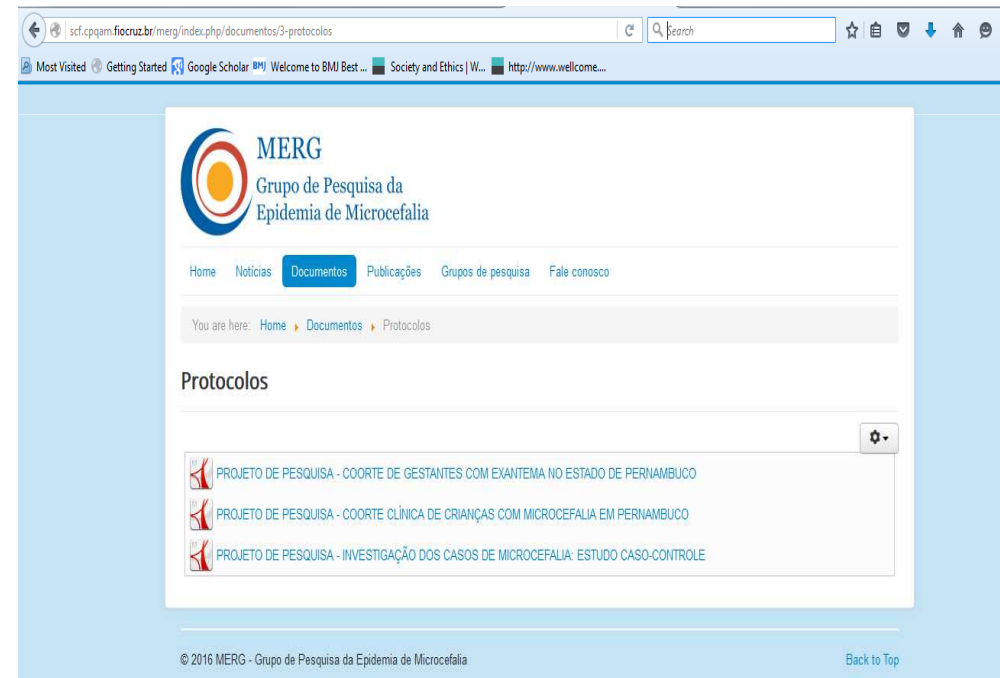 scf.cpqam.fiocruz.br/merg/index.php/documentos/3-protocolos
Search
Most Visited Getting Started Google Scholar BMJ Welcome to BMJ Best ... Society and Ethics | W... http://www.wellcome....
MERG
Grupo de Pesquisa da
Epidemia de Microcefalia
Home Notícias Documentos Publicações Grupos de pesquisa Fale conosco
You are here: Home Documentos Protocolos
Protocolos
PROJETO DE PESQUISA - COORTE DE GESTANTES COM EXANTEMA NO ESTADO DE PERNAMBUCO
PROJETO DE PESQUISA - COORTE CLÍNICA DE CRIANÇAS COM MICROCEFALIA EM PERNAMBUCO
PROJETO DE PESQUISA - INVESTIGAÇÃO DOS CASOS DE MICROCEFALIA: ESTUDO CASO-CONTROLE
© 2016 MERG - Grupo de Pesquisa da Epidemia de Microcefalia
Back to Top